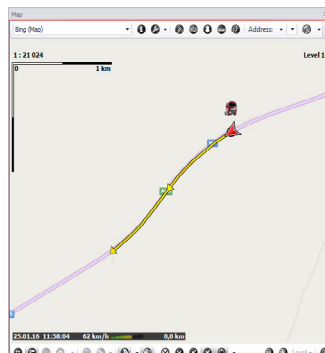 Map
Bing (Map)
Address:
1 : 21 024
Level 1
0
1 km
25.01.16 11:38:04
62 km/h
0,0 km
Level